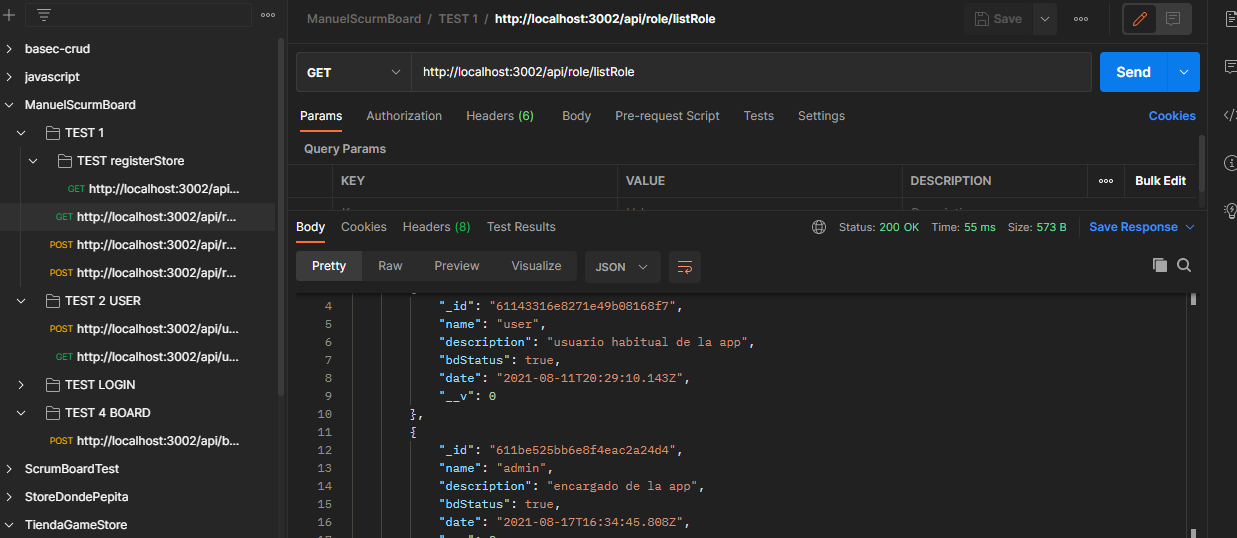 basec-crud
javascript
ManuelScurmBoard
TEST 1
TEST registerStore
GET http://localhost:3002/api...
GET http://localhost:3002/api/r...
POST http://localhost:3002/api/r...
POST http://localhost:3002/api/r...
TEST 2 USER
POST http://localhost:3002/api/u...
GET http://localhost:3002/api/u...
TEST LOGIN
TEST 4 BOARD
POST http://localhost:3002/api/b...
ScrumBoardTest
StoreDondePepita
TiendaGameStore
ManuelScurmBoard / TEST 1 / http://localhost:3002/api/role/listRole
Save
GET http://localhost:3002/api/role/listRole
Send
Params Authorization Headers (6) Body Pre-request Script Tests Settings Cookies
Query Params
KEY VALUE DESCRIPTION Bulk Edit
Body Cookies Headers (8) Test Results Status: 200 OK Time: 55 ms Size: 573 B Save Response
Pretty Raw Preview Visualize JSON
4 "_id": "61143316e8271e49b08168f7",
5 "name": "user",
6 "description": "usuario habitual de la app",
7 "bdStatus": true,
8 "date": "2021-08-11T20:29:10.143Z",
9 "__v": 0
10 },
11 {
12 "_id": "611be525bb6e8f4eac2a24d4",
13 "name": "admin",
14 "description": "encargado de la app",
15 "bdStatus": true,
16 "date": "2021-08-17T16:34:45.808Z",